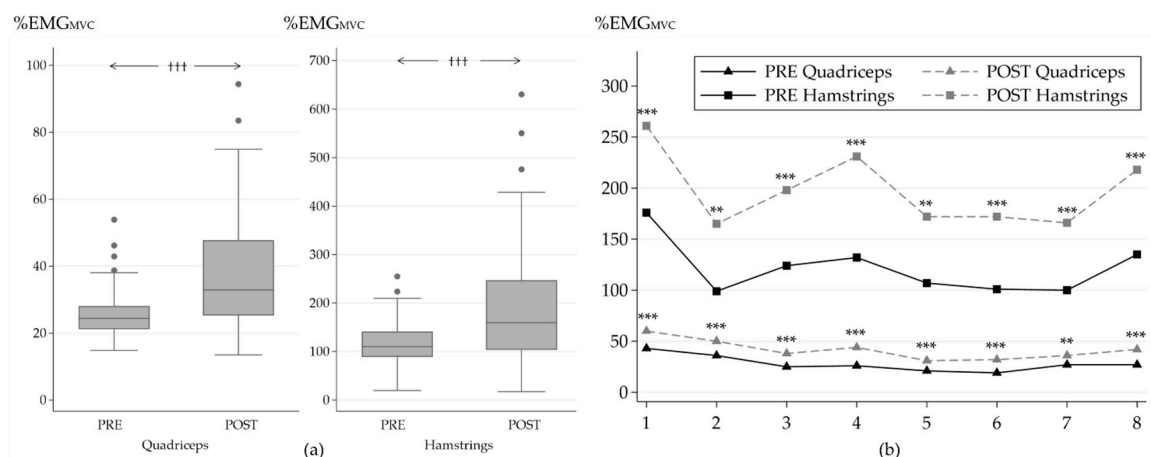 %EMGMVC
100
80
60
40
20
0
†††
PRE
POST
Quadriceps
%EMGMVC
700
600
500
400
300
200
100
0
†††
PRE
POST
Hamstrings
(a)
%EMGMVC
300
250
200
150
100
50
0
PRE Quadriceps
POST Quadriceps
PRE Hamstrings
POST Hamstrings
*** ** *** *** ** *** *** ***
*** *** *** *** *** *** ** ***
1 2 3 4 5 6 7 8
(b)